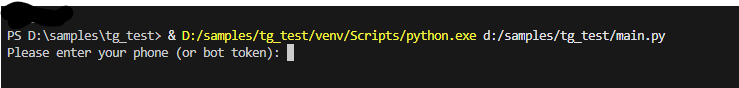 PS D:\samples\tg_test> & D:/samples/tg_test/venv/Scripts/python.exe d:/samples/tg_test/main.py
Please enter your phone (or bot token):